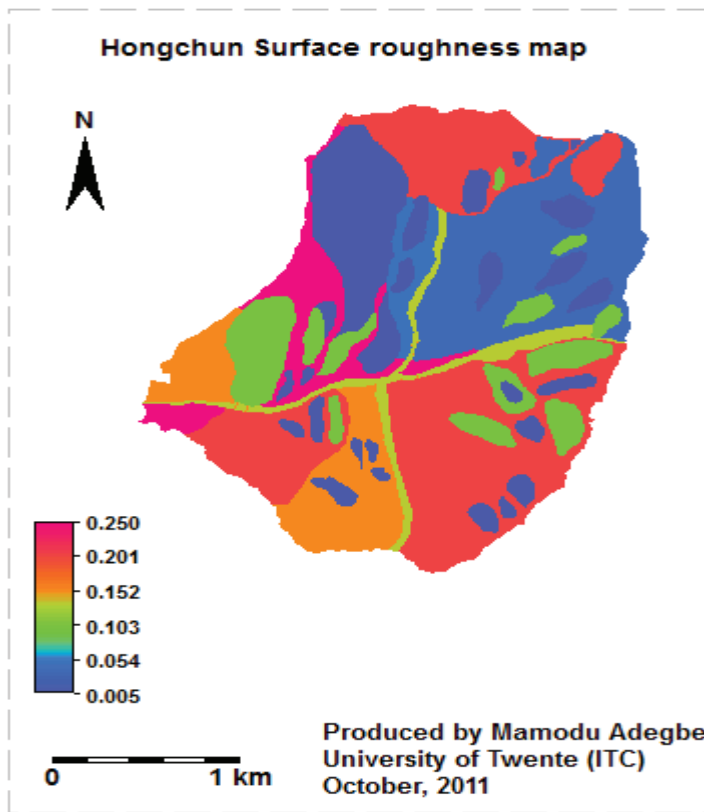 Hongchun Surface roughness map
N
0.250
0.201
0.152
0.103
0.054
0.005
0 1 km
Produced by Mamodu Adegbe
University of Twente (ITC)
October, 2011